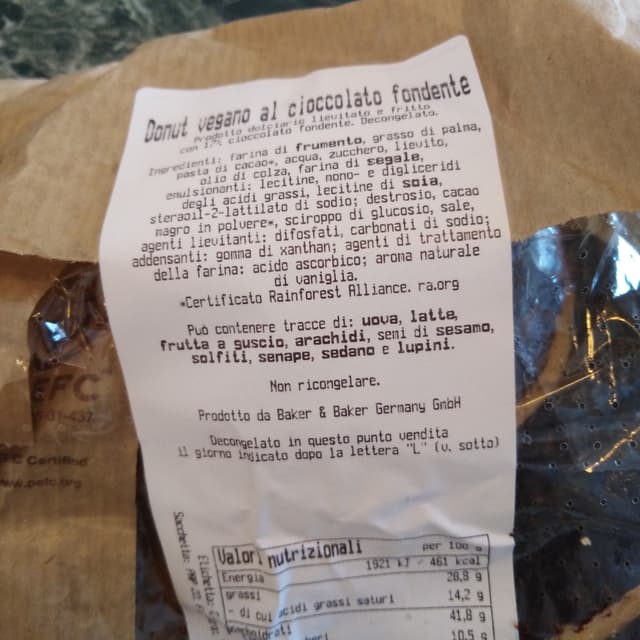 Donut vegano al cioccolato fondente
Prodotto dolciario lievitato e fritto
con 17% cioccolato fondente. Decongelato.
Ingredienti: farina di frumento, grasso di palma,
pasta di cacao*, acqua, zucchero, lievito,
olio di colza, farina di segale,
emulsionanti: lecitine, mono- e digliceridi
degli acidi grassi, lecitine di soia,
steraoil-2-lattilato di sodio; destrosio, cacao
magro in polvere*, sciroppo di glucosio, sale,
agenti lievitanti: difosfati, carbonati di sodio;
addensanti: gomma di xanthan; agenti di trattamento
della farina: acido ascorbico; aroma naturale
di vaniglia.
*Certificato Rainforest Alliance. ra.org
Può contenere tracce di: uova, latte,
frutta a guscio, arachidi, semi di sesamo,
solfiti, senape, sedano e lupini.
Non ricongelare.
Prodotto da Baker & Baker Germany GmbH
Decongelato in questo punto vendita
il giorno indicato dopo la lettera "L" (v. sotto)
Valori nutrizionali per 100 g
Energia 1921 kJ - 461 kcal
grassi 28,8 g
- di cui acidi grassi saturi 14,2 g
41,8 g
10,5 g
EFC
Certified
www.pefc.org
Sacchetto: